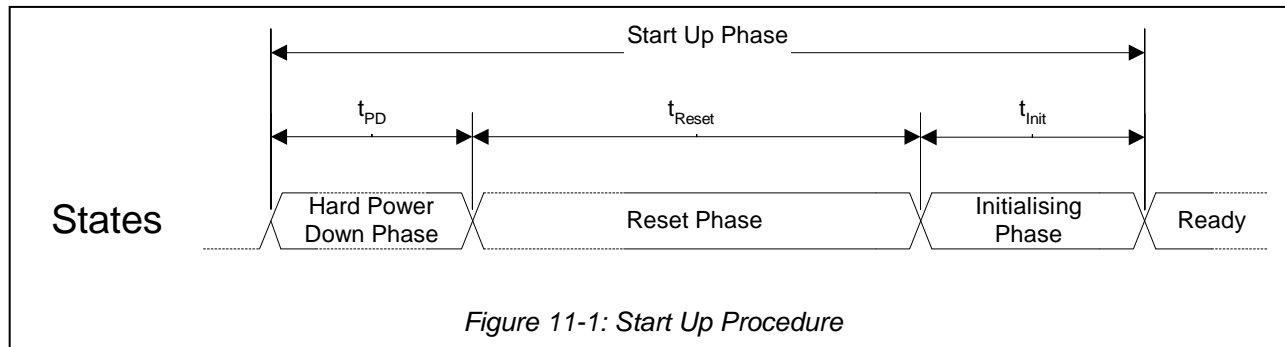 Start Up Phase
tPD
tReset
tInit
States
Hard Power
Down Phase
Reset Phase
Initialising
Phase
Ready
Figure 11-1: Start Up Procedure